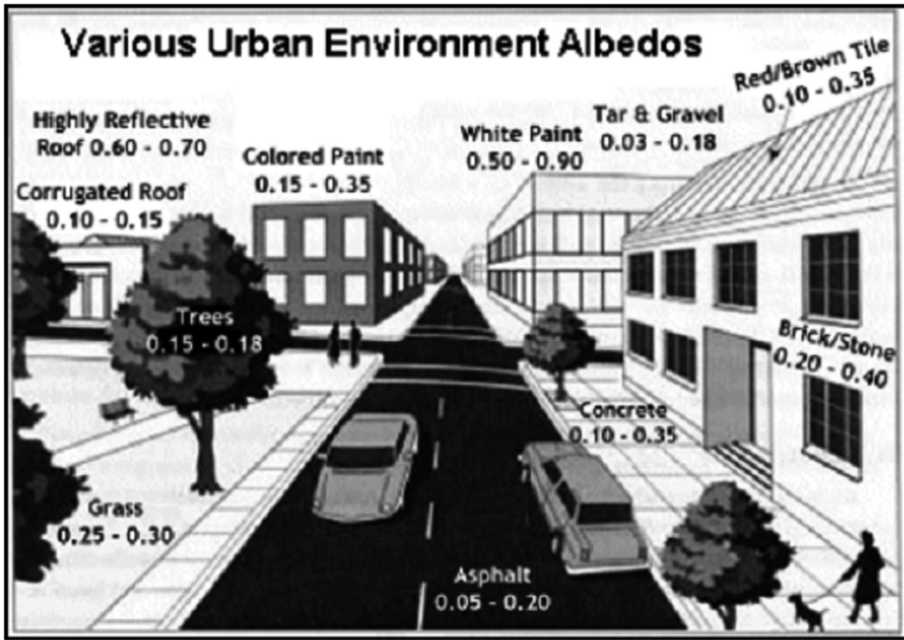 Various Urban Environment Albedos
Highly Reflective
Roof 0.60 - 0.70
Corrugated Roof
0.10 - 0.15
Colored Paint
0.15 - 0.35
White Paint
0.50 - 0.90
Tar & Gravel
0.03 - 0.18
Red/Brown Tile
0.10 - 0.35
Trees
0.15 - 0.18
Brick/Stone
0.20 - 0.40
Concrete
0.10 - 0.35
Grass
0.25 - 0.30
Asphalt
0.05 - 0.20